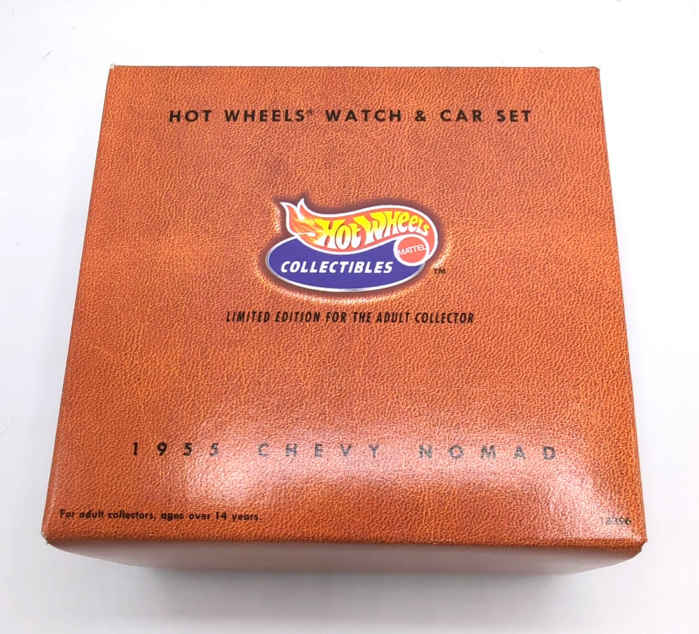 HOT WHEELS® WATCH & CAR SET
HOT WHEELS
MATTEL
COLLECTIBLES ™
LIMITED EDITION FOR THE ADULT COLLECTOR
1955 CHEVY NOMAD
For adult collectors, ages over 14 years.